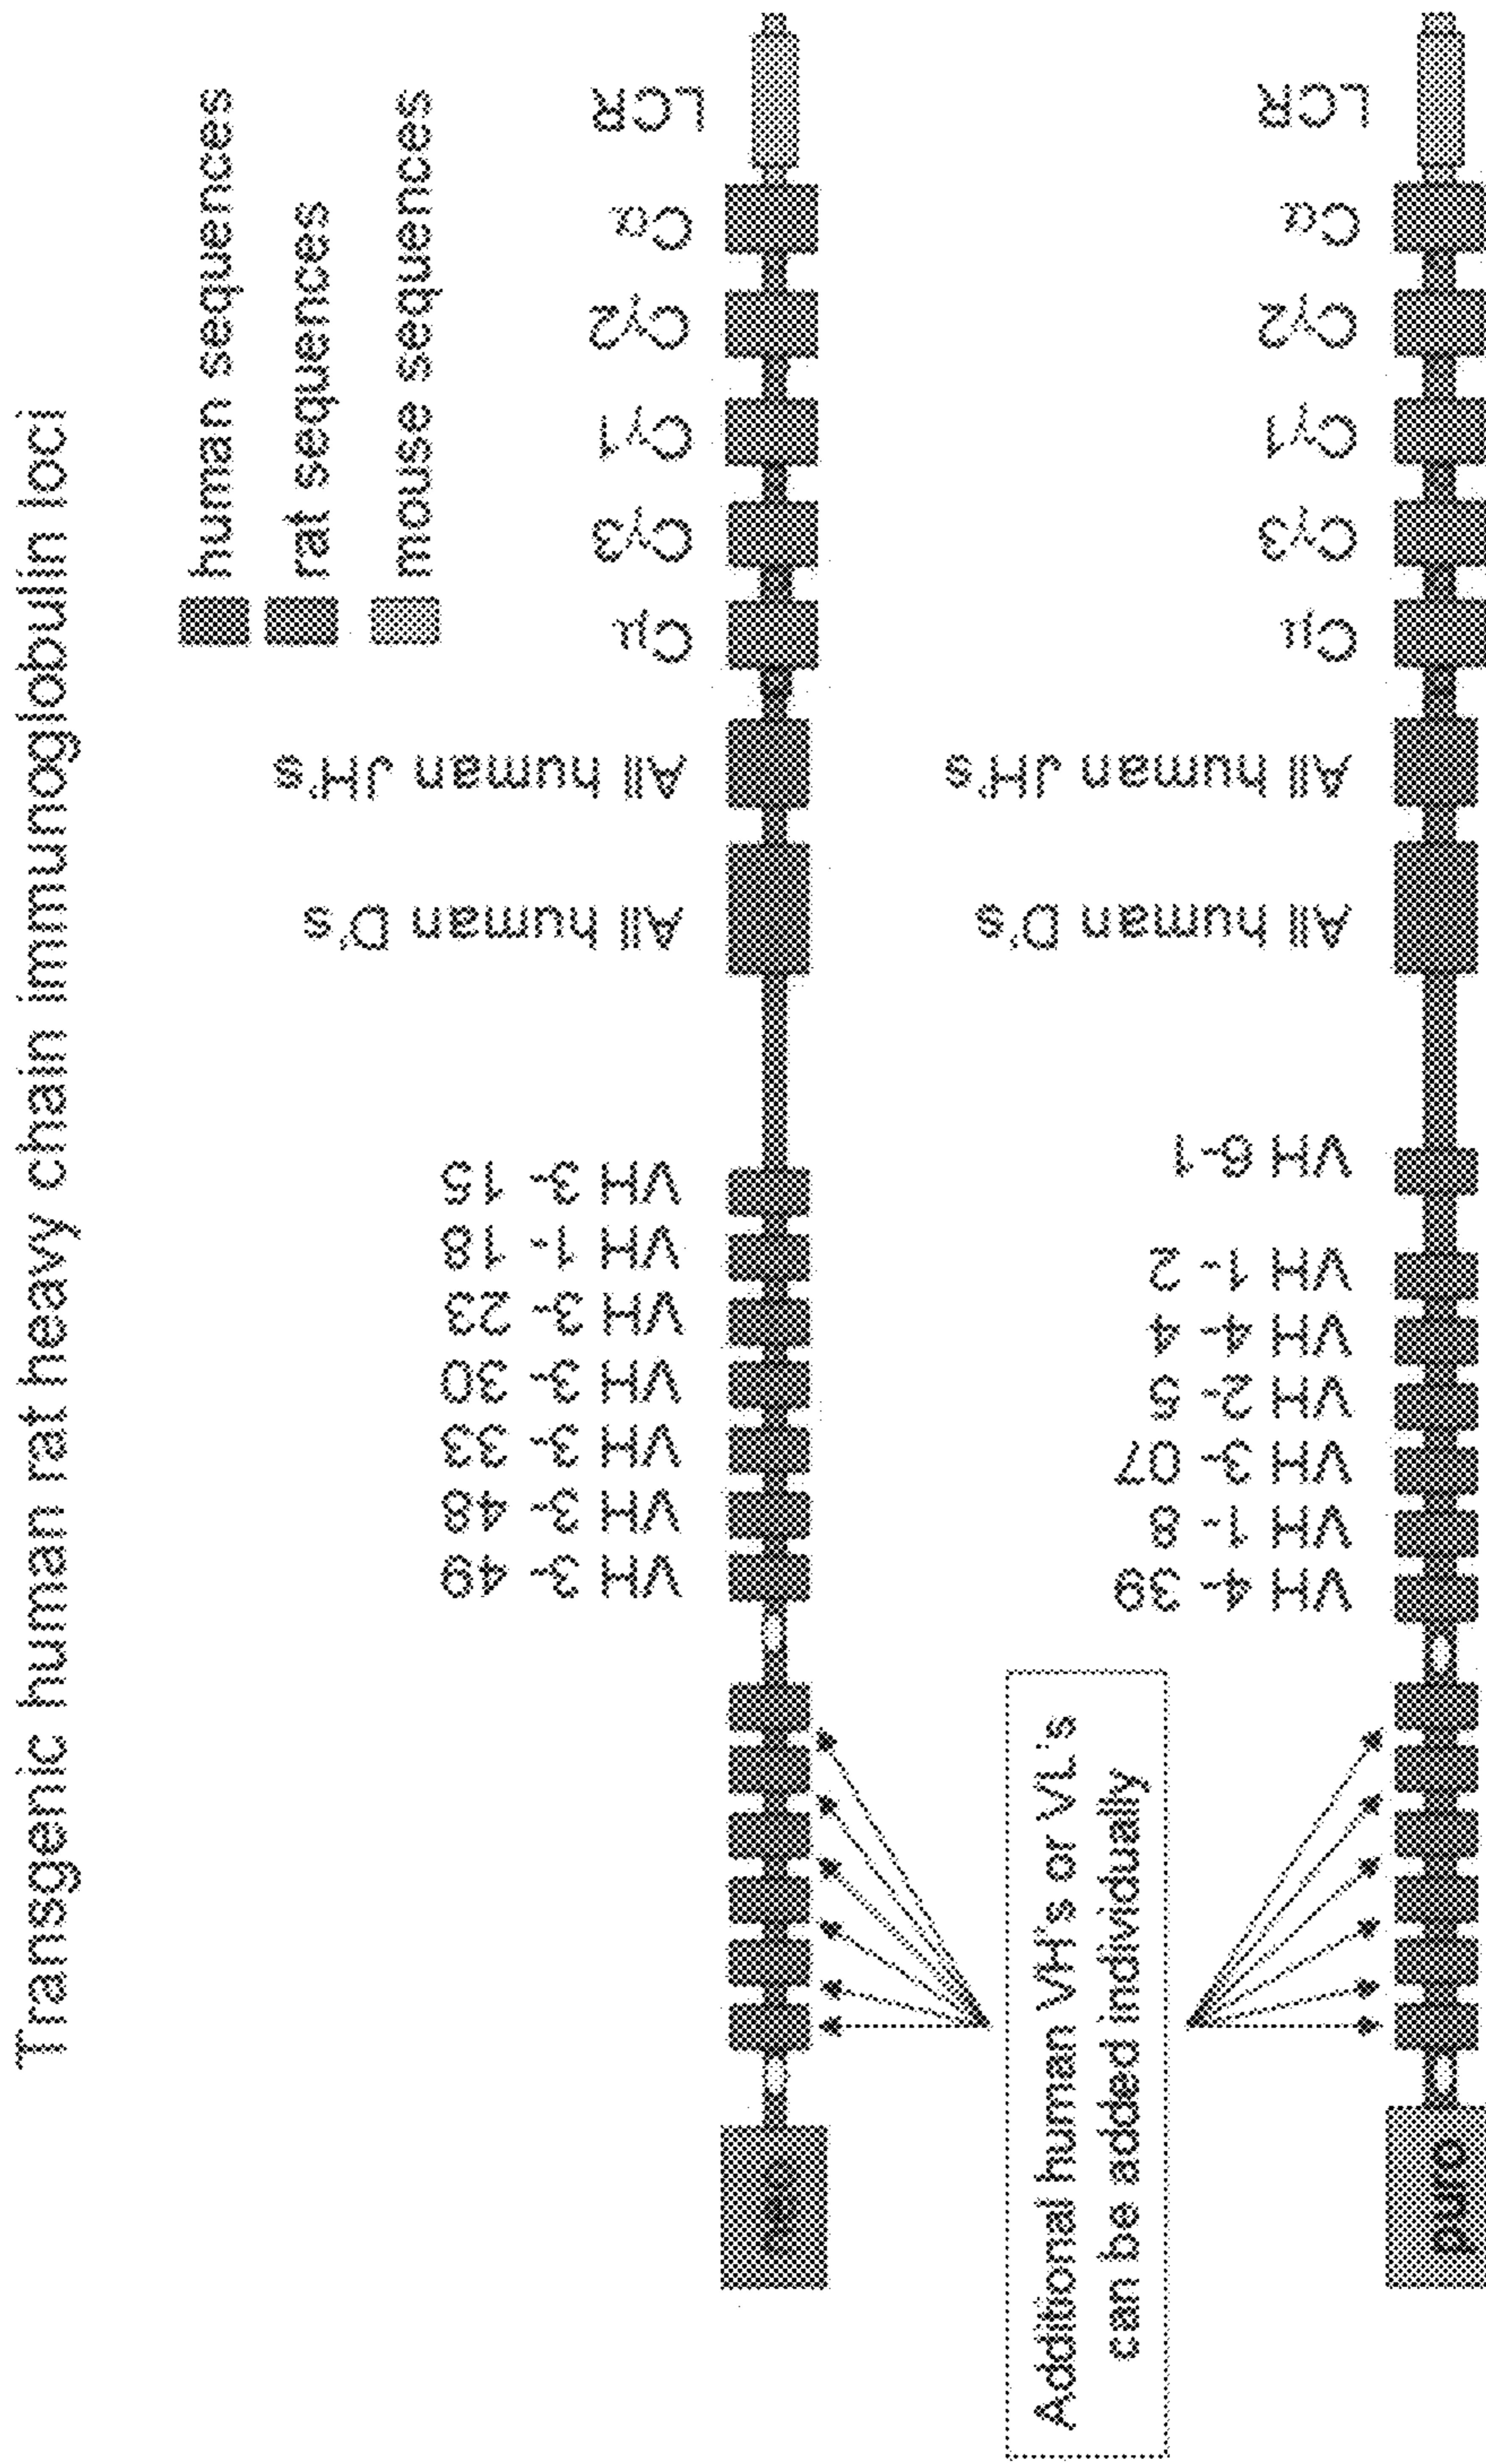 Transgenic human rat heavy chain immunoglobulin loci
human sequences
rat sequences
mouse sequences
VH 3- 49
VH 3- 48
VH 3- 33
VH 3- 30
VH 3- 23
VH 1- 18
VH 3- 15
All human D's
All human JH's
Cμ
Cγ3
Cγ1
Cγ2
Cα
LCR
Additional human VH's or VL's
can be added individually
puro
VH 4- 39
VH 1- 8
VH 3- 07
VH 2- 5
VH 4- 4
VH 1- 2
VH 6-1
All human D's
All human JH's
Cμ
Cγ3
Cγ1
Cγ2
Cα
LCR